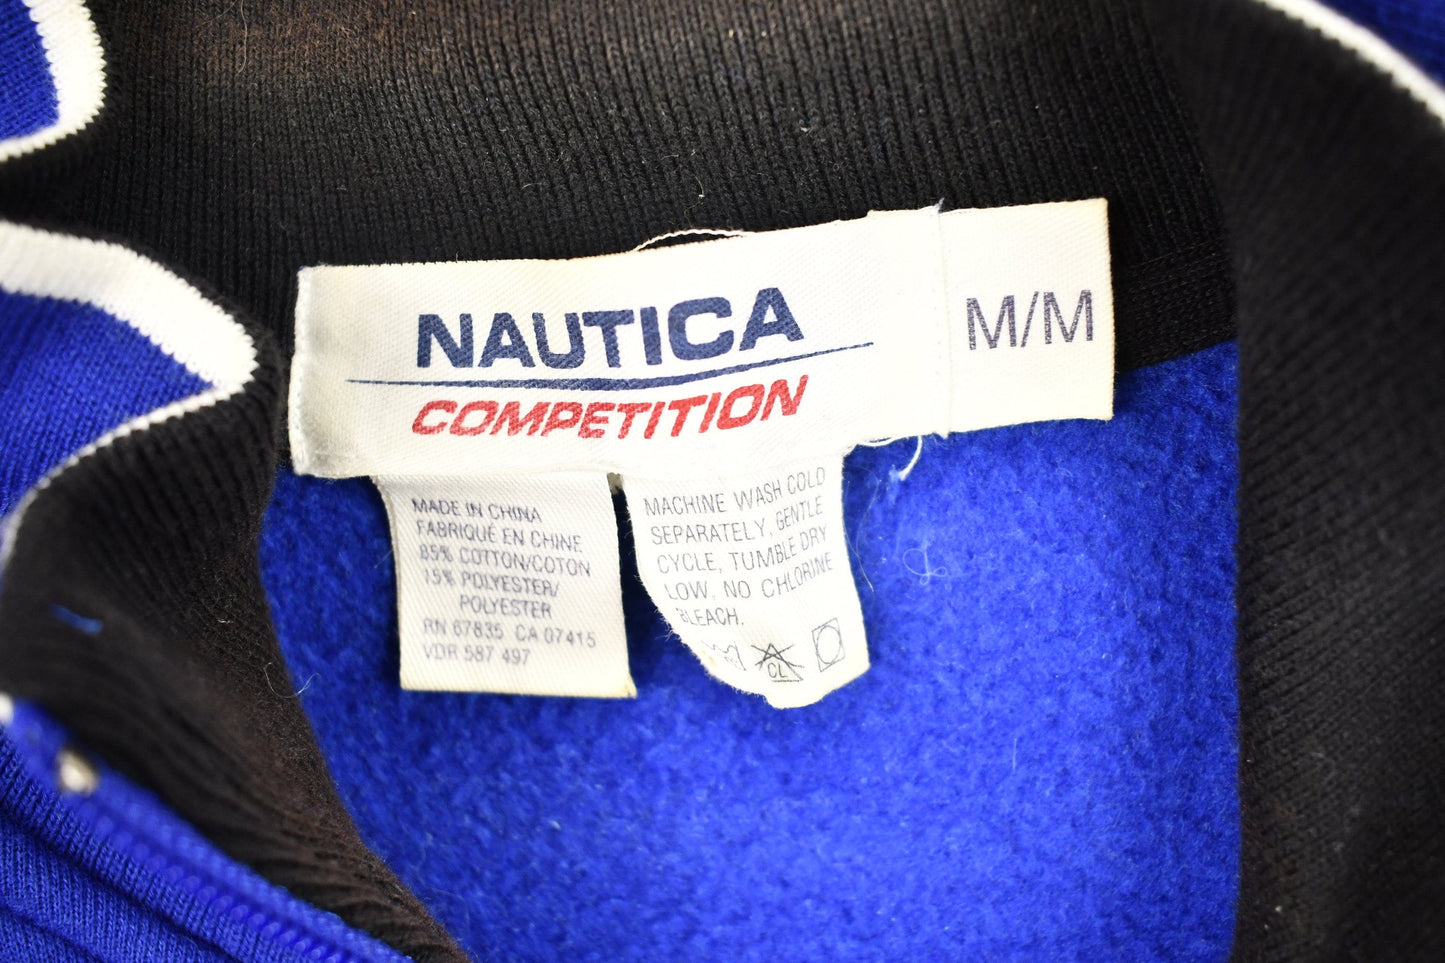 NAUTICA
COMPETITION
M/M
MADE IN CHINA
FABRIQUÉ EN CHINE
85% COTTON/COTON
15% POLYESTER/
POLYESTER
RN 67835 CA 07415
VDR 587 497
MACHINE WASH COLD
SEPARATELY, GENTLE
CYCLE, TUMBLE DRY
LOW, NO CHLORINE
BLEACH.
CL